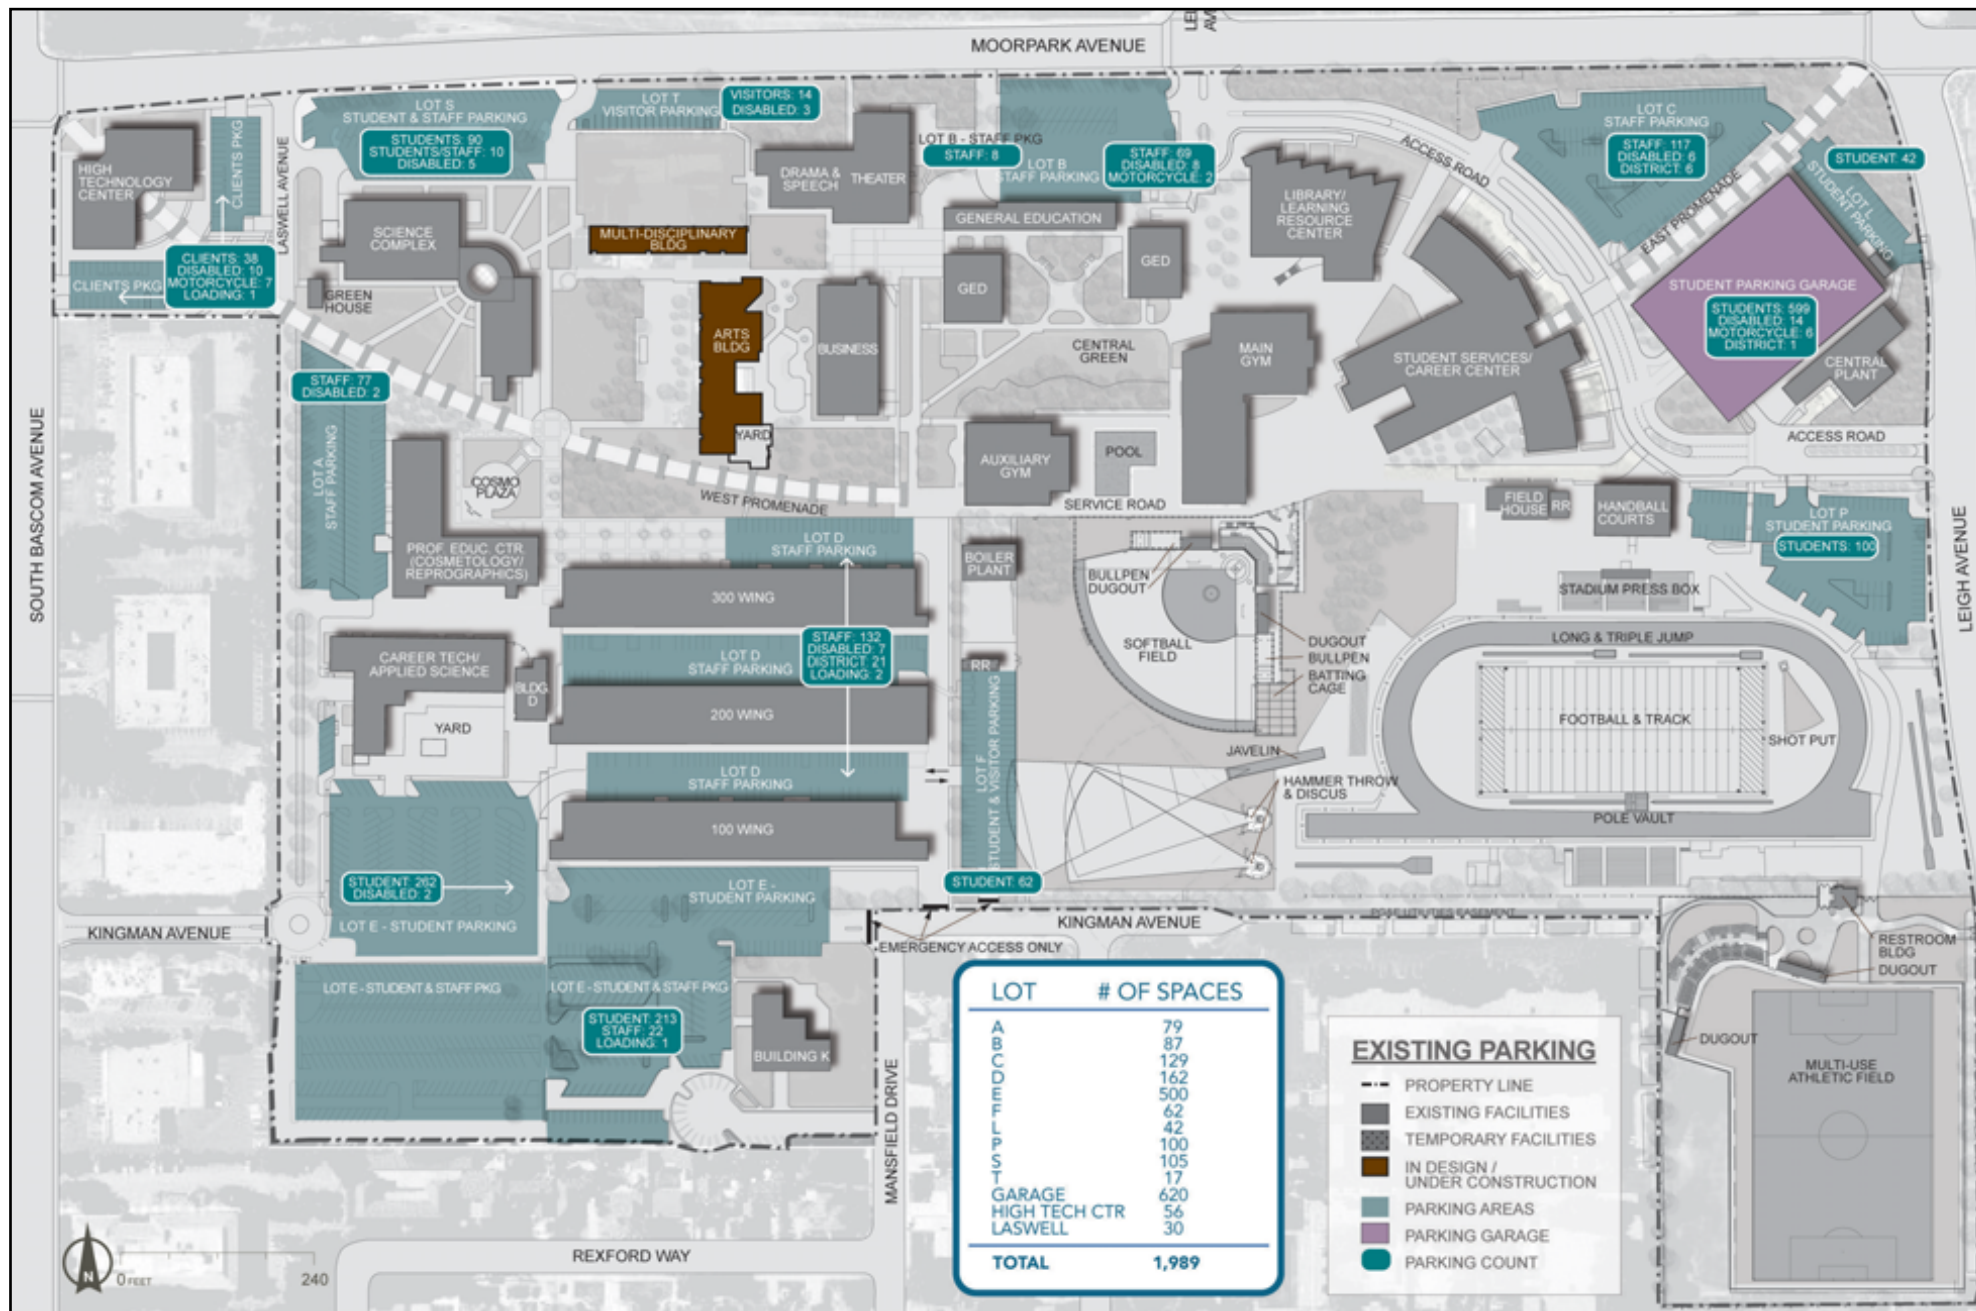 MOORPARK AVENUE
LOT S
STUDENT & STAFF PARKING
STUDENTS: 90
STUDENTS/STAFF: 10
DISABLED: 5
LOT T
VISITOR PARKING
VISITORS: 14
DISABLED: 3
LOT B - STAFF PKG
STAFF: 8
LOT B
STAFF PARKING
STAFF: 69
DISABLED: 8
MOTORCYCLE: 2
ACCESS ROAD
LOT C
STAFF PARKING
STAFF: 117
DISABLED: 6
DISTRICT: 6
STUDENT: 42
LOT L
STUDENT PARKING
EAST PROMENADE
HIGH
TECHNOLOGY
CENTER
CLIENTS PKG
LASWELL AVENUE
CLIENTS: 38
DISABLED: 10
MOTORCYCLE: 7
LOADING: 1
CLIENTS PKG
SCIENCE
COMPLEX
GREEN
HOUSE
MULTI-DISCIPLINARY
BLDG
DRAMA &
SPEECH
THEATER
GENERAL EDUCATION
GED
GED
LIBRARY/
LEARNING
RESOURCE
CENTER
STUDENT PARKING GARAGE
STUDENTS: 599
DISABLED: 14
MOTORCYCLE: 6
DISTRICT: 1
CENTRAL
PLANT
ARTS
BLDG
BUSINESS
CENTRAL
GREEN
MAIN
GYM
STUDENT SERVICES/
CAREER CENTER
STAFF: 77
DISABLED: 2
LOT A
STAFF PARKING
YARD
AUXILIARY
GYM
POOL
ACCESS ROAD
COSMO
PLAZA
WEST PROMENADE
SERVICE ROAD
FIELD
HOUSE
RR
HANDBALL
COURTS
LOT P
STUDENT PARKING
STUDENTS: 100
SOUTH BASCOM AVENUE
LEIGH AVENUE
PROF. EDUC. CTR.
(COSMETOLOGY/
REPROGRAPHICS)
LOT D
STAFF PARKING
BOILER
PLANT
BULLPEN
DUGOUT
STADIUM PRESS BOX
300 WING
STAFF: 132
DISABLED: 7
DISTRICT: 21
LOADING: 2
SOFTBALL
FIELD
DUGOUT
BULLPEN
BATTING
CAGE
LONG & TRIPLE JUMP
CAREER TECH/
APPLIED SCIENCE
BLDG
D
LOT D
STAFF PARKING
RR
200 WING
YARD
FOOTBALL & TRACK
SHOT PUT
JAVELIN
LOT D
STAFF PARKING
LOT F
STUDENT & VISITOR PARKING
HAMMER THROW
& DISCUS
POLE VAULT
100 WING
STUDENT: 262
DISABLED: 2
LOT E - STUDENT PARKING
LOT E -
STUDENT PARKING
STUDENT: 62
KINGMAN AVENUE
KINGMAN AVENUE
PG&E UTILITIES EASEMENT
EMERGENCY ACCESS ONLY
RESTROOM
BLDG
DUGOUT
LOT E - STUDENT & STAFF PKG
LOT E - STUDENT & STAFF PKG
STUDENT: 213
STAFF: 22
LOADING: 1
BUILDING K
MANSFIELD DRIVE
DUGOUT
MULTI-USE
ATHLETIC FIELD
LOT # OF SPACES
A 79
B 87
C 129
D 162
E 500
F 62
L 42
P 100
S 105
T 17
GARAGE 620
HIGH TECH CTR 56
LASWELL 30
TOTAL 1,989
EXISTING PARKING
PROPERTY LINE
EXISTING FACILITIES
TEMPORARY FACILITIES
IN DESIGN /
UNDER CONSTRUCTION
PARKING AREAS
PARKING GARAGE
PARKING COUNT
N
0 FEET 240
REXFORD WAY